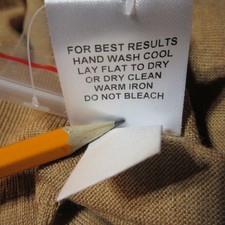 FOR BEST RESULTS
HAND WASH COOL
LAY FLAT TO DRY
OR DRY CLEAN
WARM IRON
DO NOT BLEACH